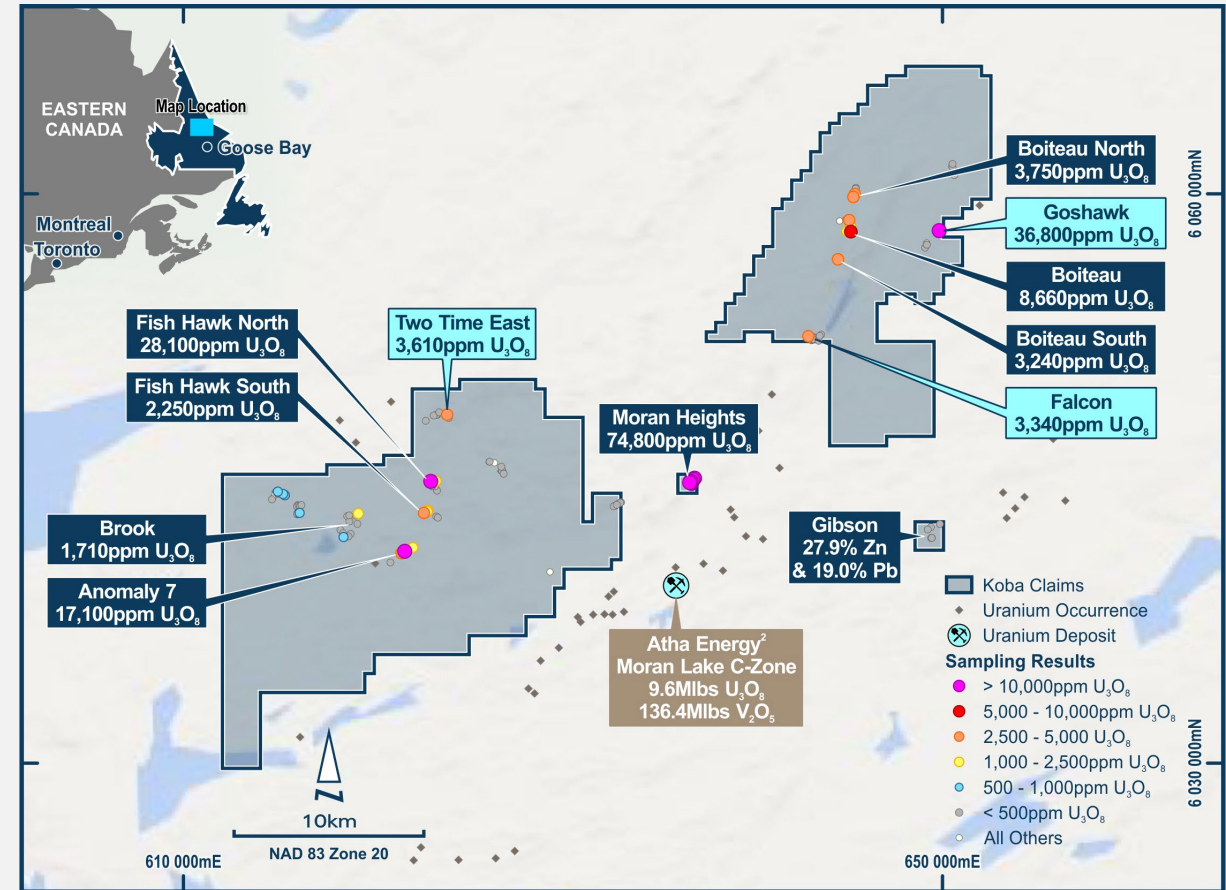 EASTERN
CANADA
Map Location
Goose Bay
Montreal
Toronto
Boiteau North
3,750ppm U₃O₈
Goshawk
36,800ppm U₃O₈
Boiteau
8,660ppm U₃O₈
Boiteau South
3,240ppm U₃O₈
Falcon
3,340ppm U₃O₈
6 060 000mN
Fish Hawk North
28,100ppm U₃O₈
Two Time East
3,610ppm U₃O₈
Fish Hawk South
2,250ppm U₃O₈
Moran Heights
74,800ppm U₃O₈
Brook
1,710ppm U₃O₈
Anomaly 7
17,100ppm U₃O₈
Gibson
27.9% Zn
& 19.0% Pb
Atha Energy²
Moran Lake C-Zone
9.6Mlbs U₃O₈
136.4Mlbs V₂O₅
Koba Claims
Uranium Occurrence
Uranium Deposit
Sampling Results
> 10,000ppm U₃O₈
5,000 - 10,000ppm U₃O₈
2,500 - 5,000 U₃O₈
1,000 - 2,500ppm U₃O₈
500 - 1,000ppm U₃O₈
< 500ppm U₃O₈
All Others
6 030 000mN
N
10km
NAD 83 Zone 20
610 000mE
650 000mE